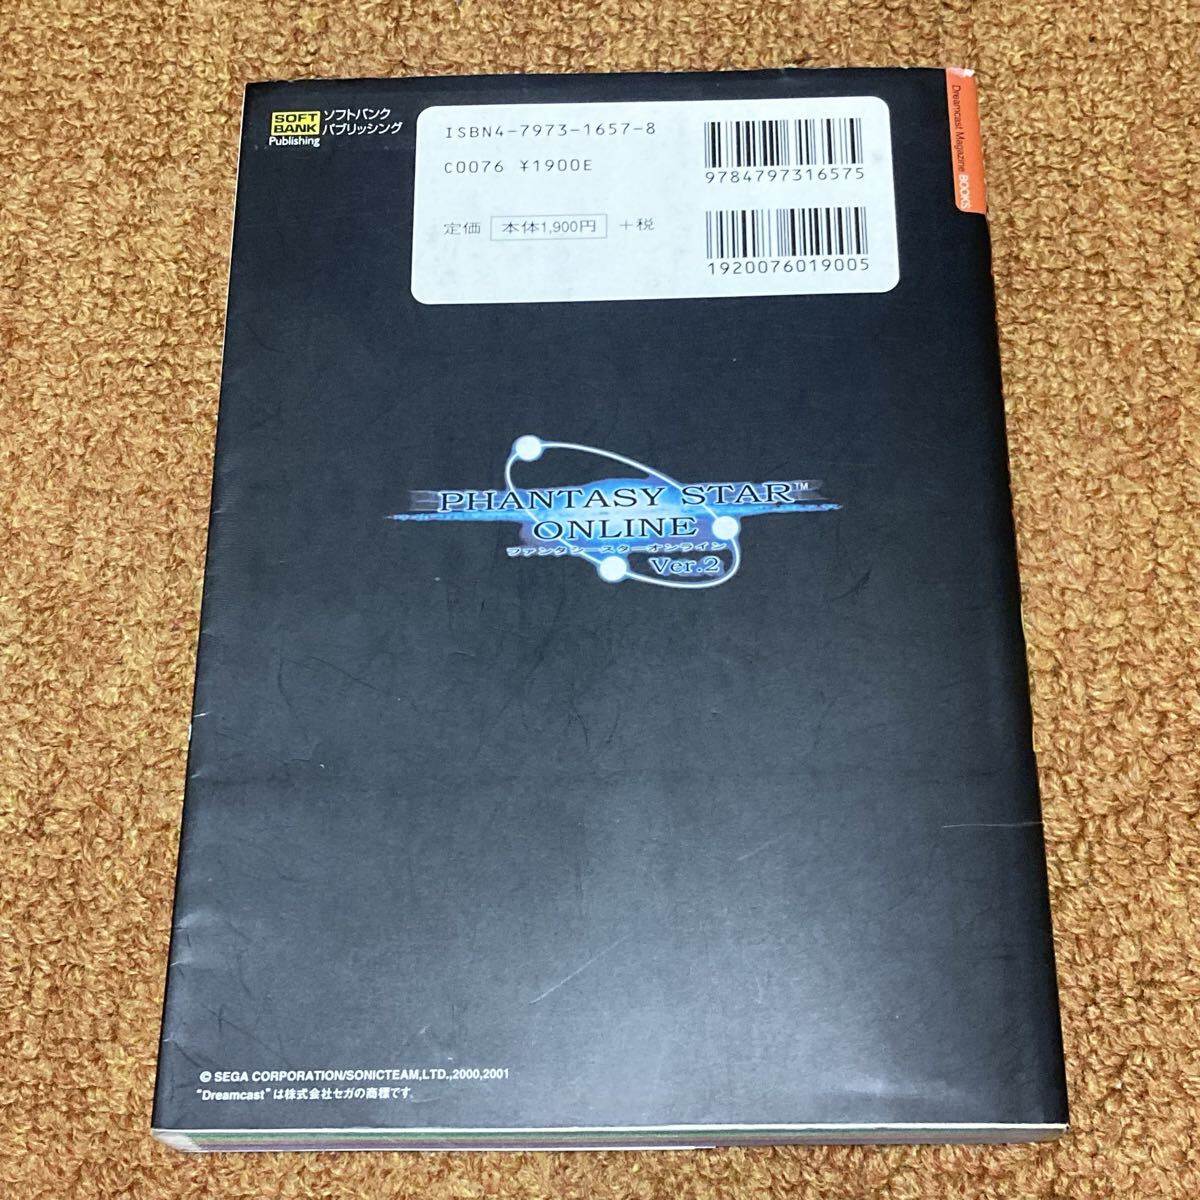 SOFT
BANK
Publishing
ソフトバンク
パブリッシング
ISBN4-7973-1657-8
C0076 ¥1900E
定価 本体1,900円 +税
9784797316575
1920076019005
Dreamcast Magazine BOOKS
PHANTASY STAR™
ONLINE
ファンタシースターオンライン
Ver.2
© SEGA CORPORATION/SONICTEAM,LTD.,2000,2001
"Dreamcast"は株式会社セガの商標です。